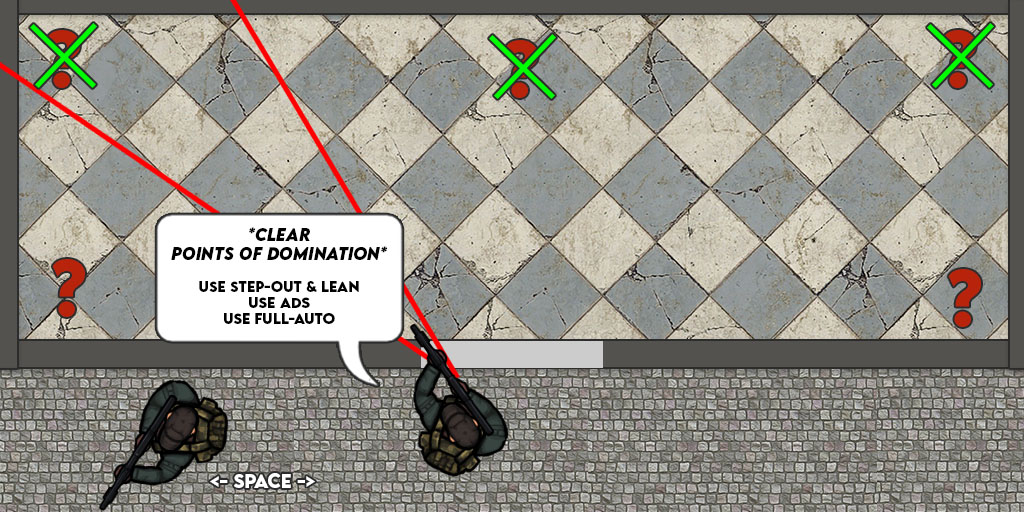 ?
?
?
*CLEAR
POINTS OF DOMINATION*
USE STEP-OUT & LEAN
USE ADS
USE FULL-AUTO
?
?
<- SPACE ->